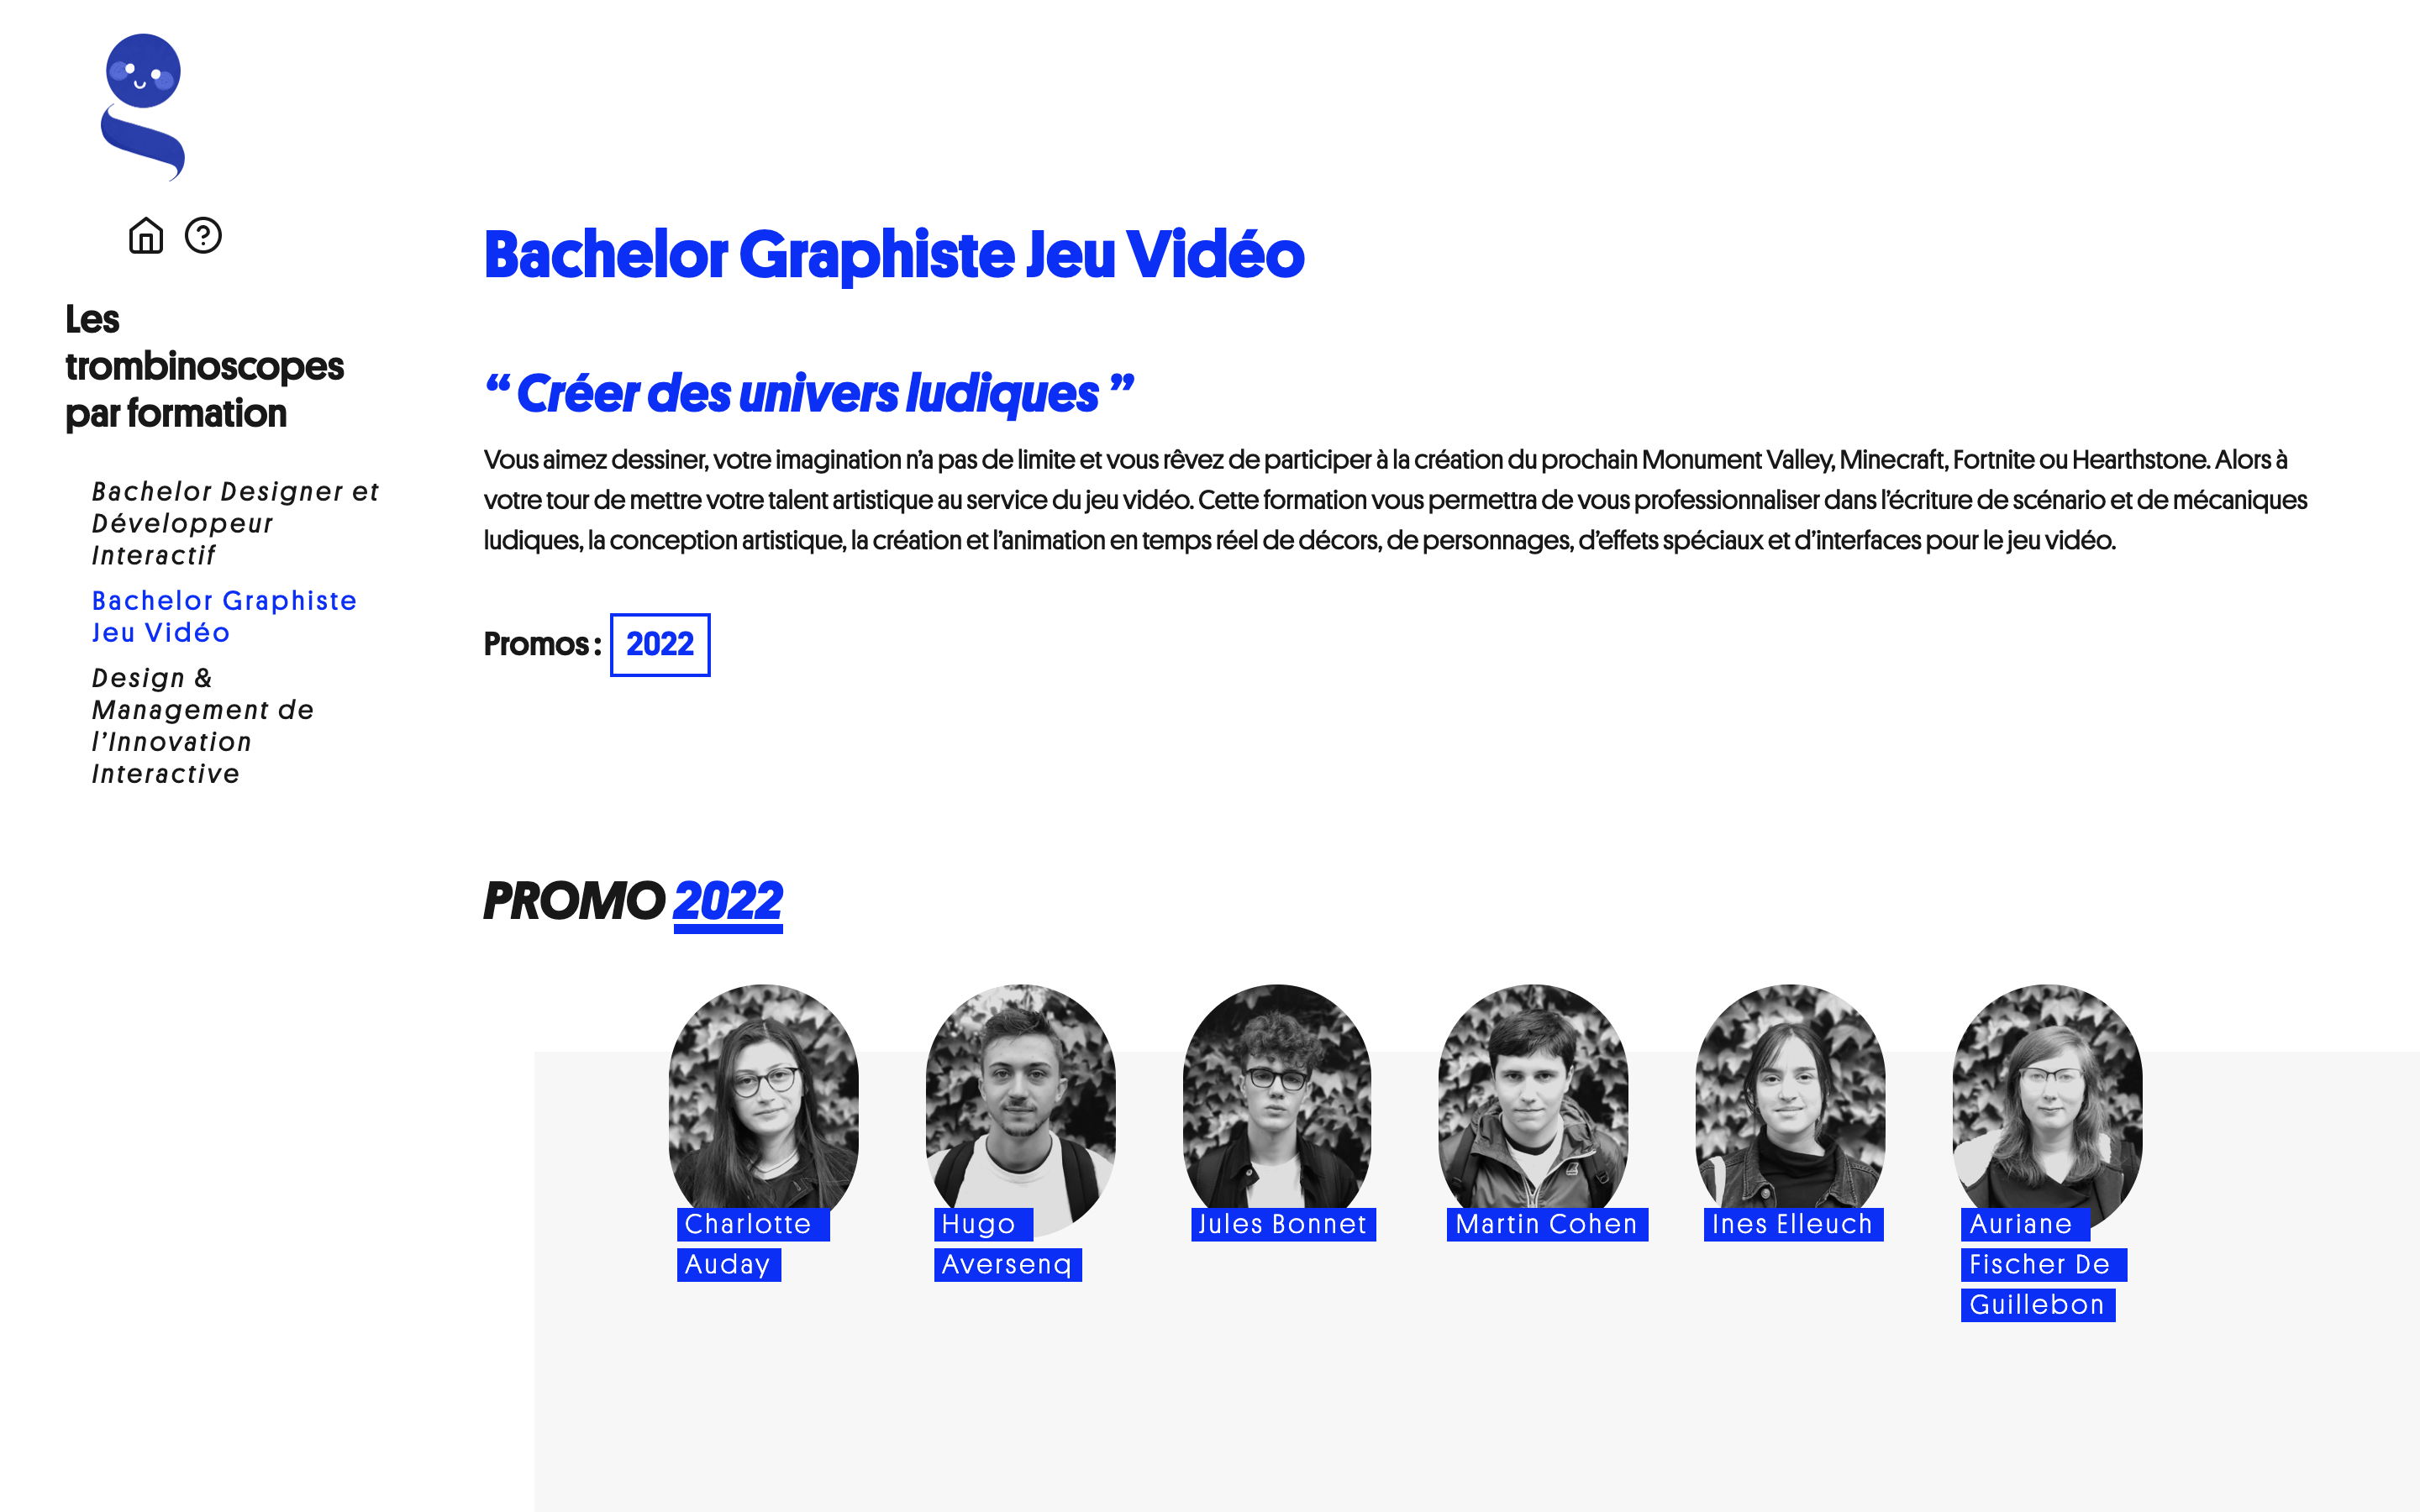 Les
trombinoscopes
par formation
Bachelor Designer et
Développeur
Interactif
Bachelor Graphiste
Jeu Vidéo
Design &
Management de
l’Innovation
Interactive
Bachelor Graphiste Jeu Vidéo
“ Créer des univers ludiques ”
Vous aimez dessiner, votre imagination n’a pas de limite et vous rêvez de participer à la création du prochain Monument Valley, Minecraft, Fortnite ou Hearthstone. Alors à
votre tour de mettre votre talent artistique au service du jeu vidéo. Cette formation vous permettra de vous professionnaliser dans l’écriture de scénario et de mécaniques
ludiques, la conception artistique, la création et l’animation en temps réel de décors, de personnages, d’effets spéciaux et d’interfaces pour le jeu vidéo.
Promos : 2022
PROMO 2022
Charlotte
Auday
Hugo
Aversenq
Jules Bonnet
Martin Cohen
Ines Elleuch
Auriane
Fischer De
Guillebon